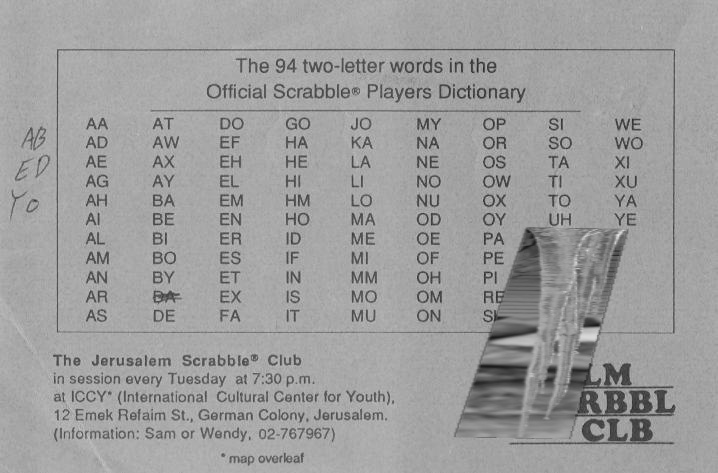 The 94 two-letter words in the
Official Scrabble® Players Dictionary
AB
ED
YO
AA AT DO GO JO MY OP SI WE
AD AW EF HA KA NA OR SO WO
AE AX EH HE LA NE OS TA XI
AG AY EL HI LI NO OW TI XU
AH BA EM HM LO NU OX TO YA
AI BE EN HO MA OD OY UH YE
AL BI ER ID ME OE PA
AM BO ES IF MI OF PE
AN BY ET IN MM OH PI
AR EX IS MO OM RE
AS DE FA IT MU ON
The Jerusalem Scrabble® Club
in session every Tuesday at 7:30 p.m.
at ICCY* (International Cultural Center for Youth),
12 Emek Refaim St., German Colony, Jerusalem.
(Information: Sam or Wendy, 02-767967)
* map overleaf
CLB